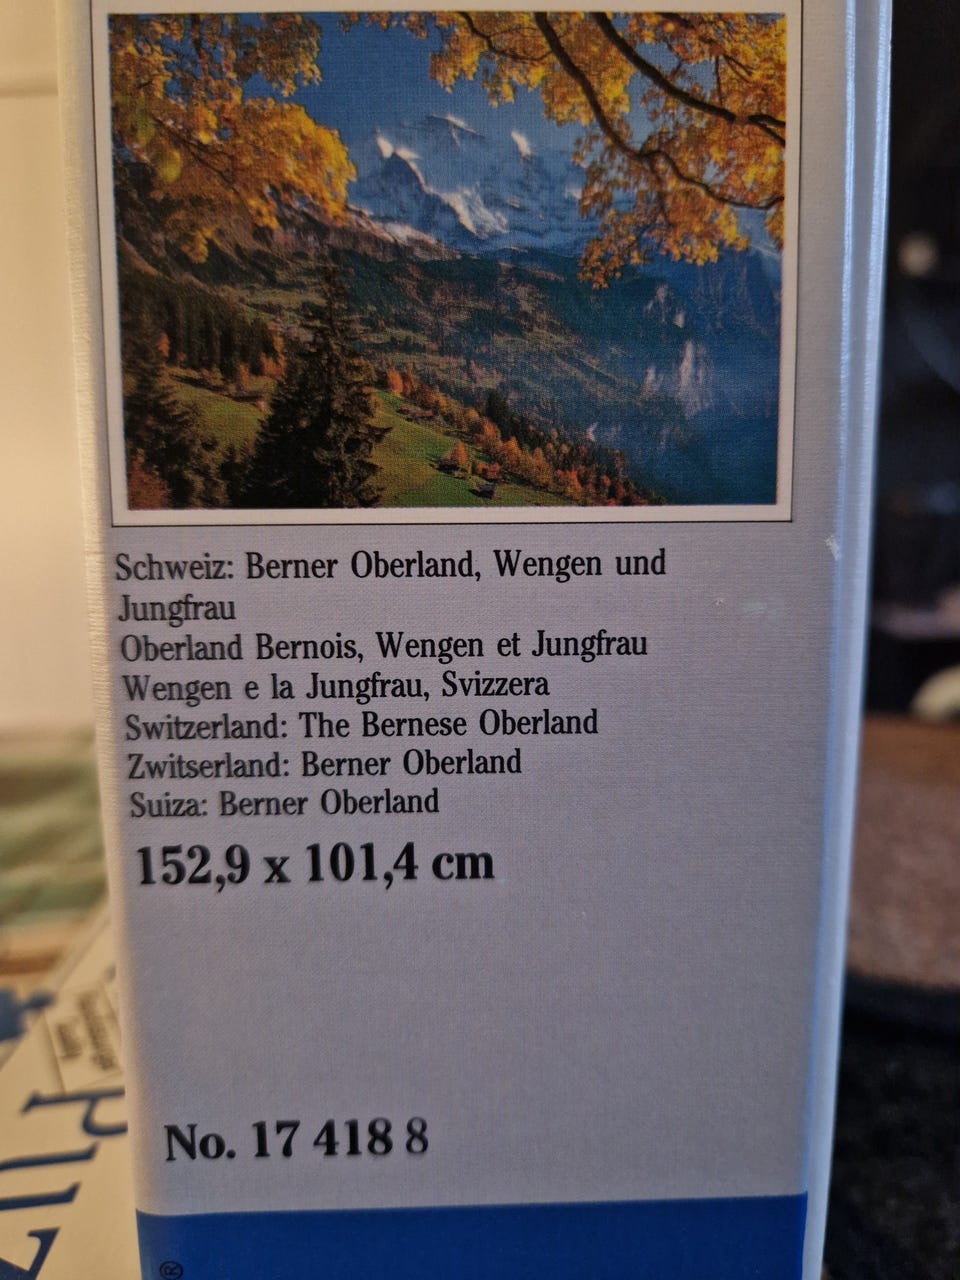 Schweiz: Berner Oberland, Wengen und
Jungfrau
Oberland Bernois, Wengen et Jungfrau
Wengen e la Jungfrau, Svizzera
Switzerland: The Bernese Oberland
Zwitserland: Berner Oberland
Suiza: Berner Oberland
152,9 x 101,4 cm
No. 17 418 8
®